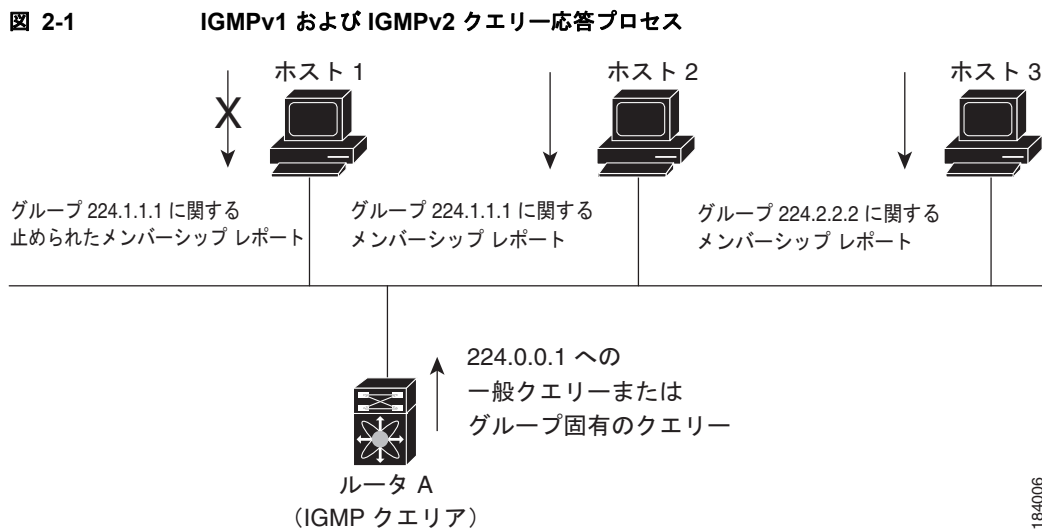 図 2-1 IGMPv1 および IGMPv2 クエリー応答プロセス
ホスト 1
ホスト 2
ホスト 3
X
グループ 224.1.1.1 に関する
止められたメンバーシップ レポート
グループ 224.1.1.1 に関する
メンバーシップ レポート
グループ 224.2.2.2 に関する
メンバーシップ レポート
224.0.0.1 への
一般クエリーまたは
グループ固有のクエリー
ルータ A
（IGMP クエリア）
184006